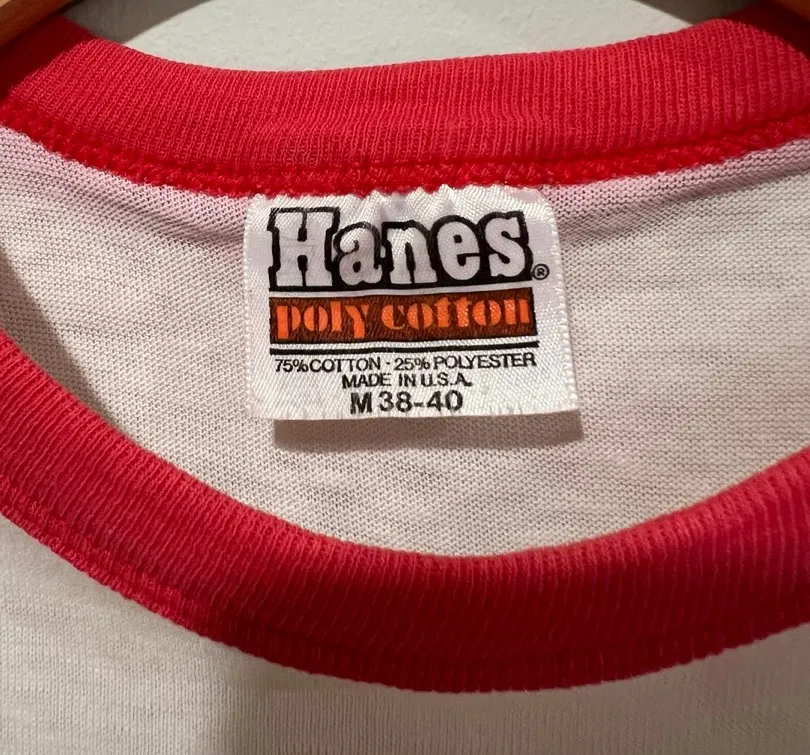 Hanes®
poly cotton
75% COTTON - 25% POLYESTER
MADE IN U.S.A.
M 38-40